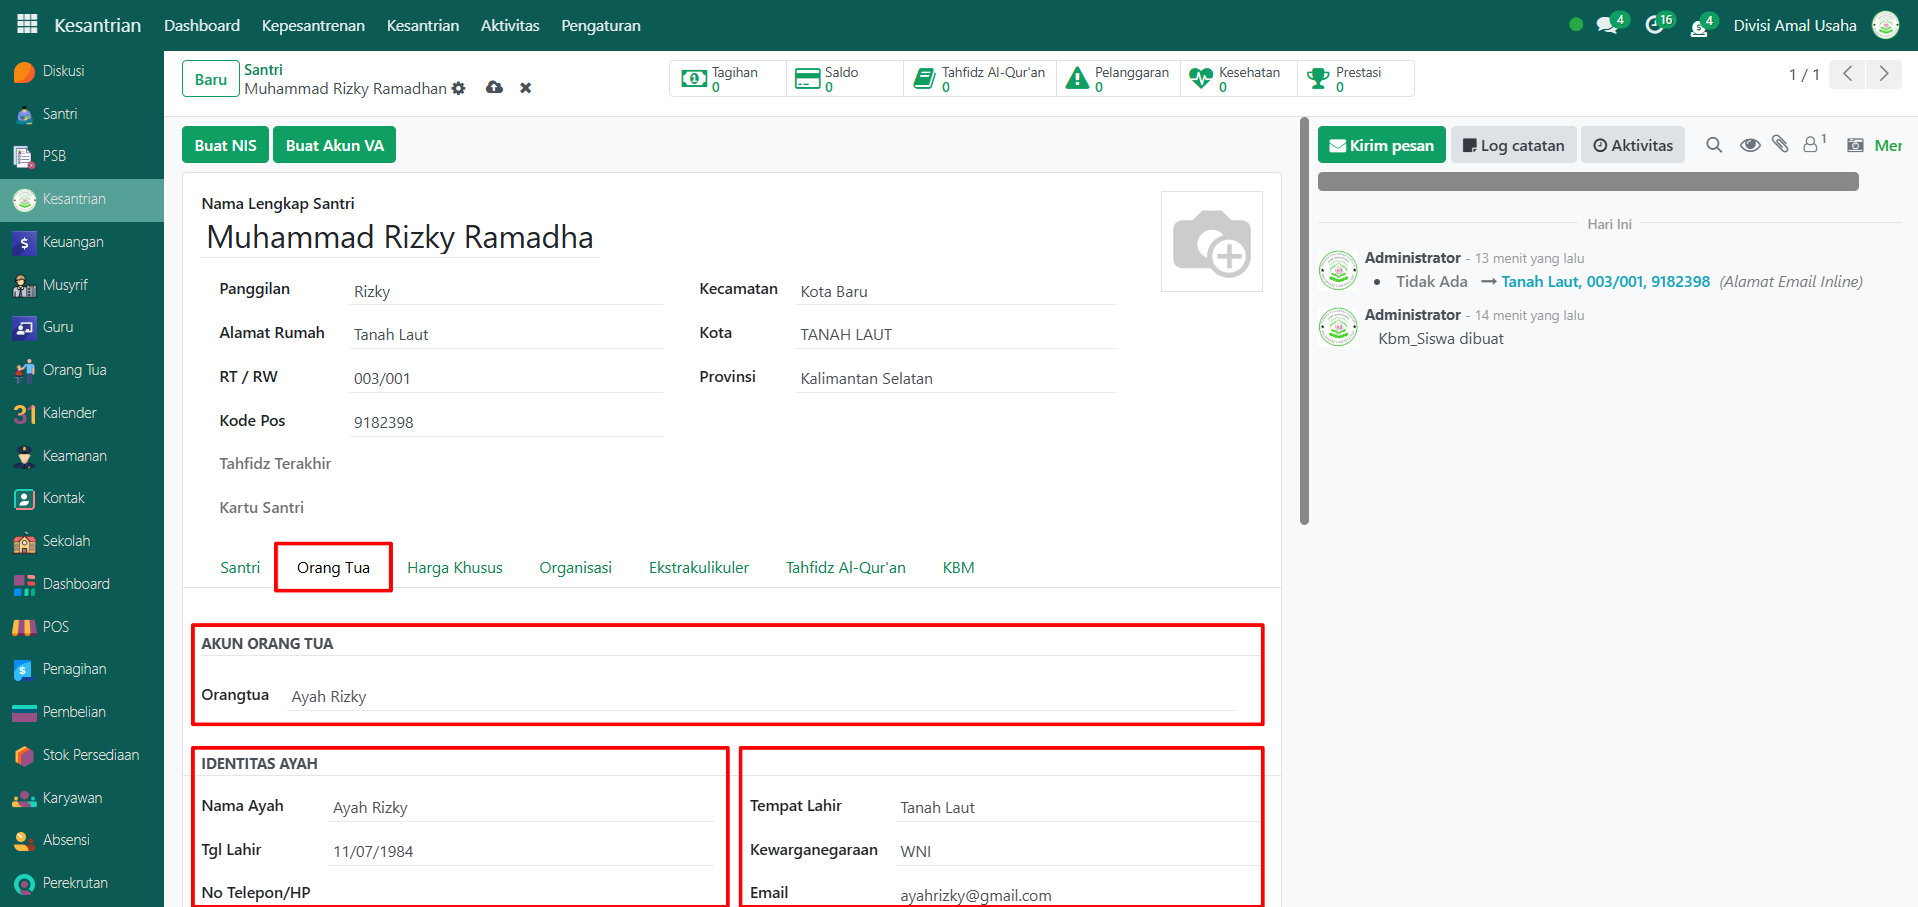 Kesantrian Dashboard Kepesantrenan Kesantrian Aktivitas Pengaturan 4 16 4 Divisi Amal Usaha
Diskusi
Santri
PSB
Kesantrian
Keuangan
Musyrif
Guru
Orang Tua
31 Kalender
Keamanan
Kontak
Sekolah
Dashboard
POS
Penagihan
Pembelian
Stok Persediaan
Karyawan
Absensi
Perekrutan
Baru
Santri
Muhammad Rizky Ramadhan
Tagihan
0
Saldo
0
Tahfidz Al-Qur'an
0
Pelanggaran
0
Kesehatan
0
Prestasi
0
1 / 1
Buat NIS Buat Akun VA
Nama Lengkap Santri
Muhammad Rizky Ramadha
Panggilan Rizky Kecamatan Kota Baru
Alamat Rumah Tanah Laut Kota TANAH LAUT
RT / RW 003/001 Provinsi Kalimantan Selatan
Kode Pos 9182398
Tahfidz Terakhir
Kartu Santri
Santri Orang Tua Harga Khusus Organisasi Ekstrakulikuler Tahfidz Al-Qur'an KBM
AKUN ORANG TUA
Orangtua Ayah Rizky
IDENTITAS AYAH
Nama Ayah Ayah Rizky Tempat Lahir Tanah Laut
Tgl Lahir 11/07/1984 Kewarganegaraan WNI
No Telepon/HP Email ayahrizky@gmail.com
Kirim pesan Log catatan Aktivitas 1 Mer
Hari Ini
Administrator - 13 menit yang lalu
• Tidak Ada → Tanah Laut, 003/001, 9182398 (Alamat Email Inline)
Administrator - 14 menit yang lalu
Kbm_Siswa dibuat